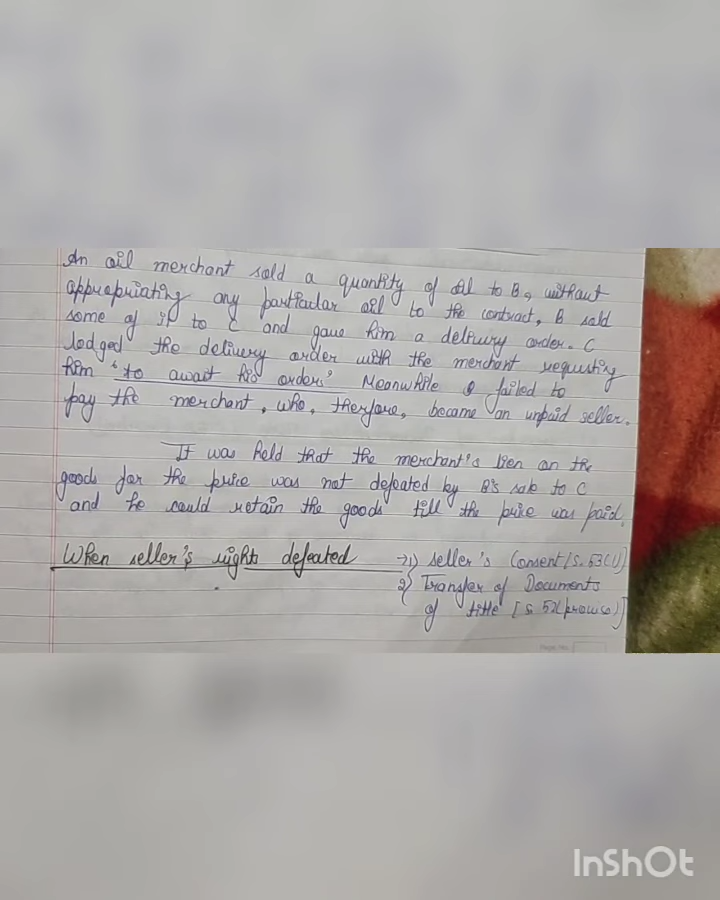 An oil merchant sold a quantity of oil to B, without
appropriating any particular oil to the contract, B sold
some of it to C and gave him a delivery order. C
lodged the delivery order with the merchant requesting
him 'to await his orders' Meanwhile failed to
pay the merchant, who, therefore, became an unpaid seller.
It was held that the merchant's lien on the
goods for the price was not defeated by B's sale to C
and he could retain the goods till the price was paid.
When seller's rights defeated → 1) seller's Consent [S. 53(1)]
2) Transfer of Documents
of title [S. (proviso)]
Page No.
InShOt